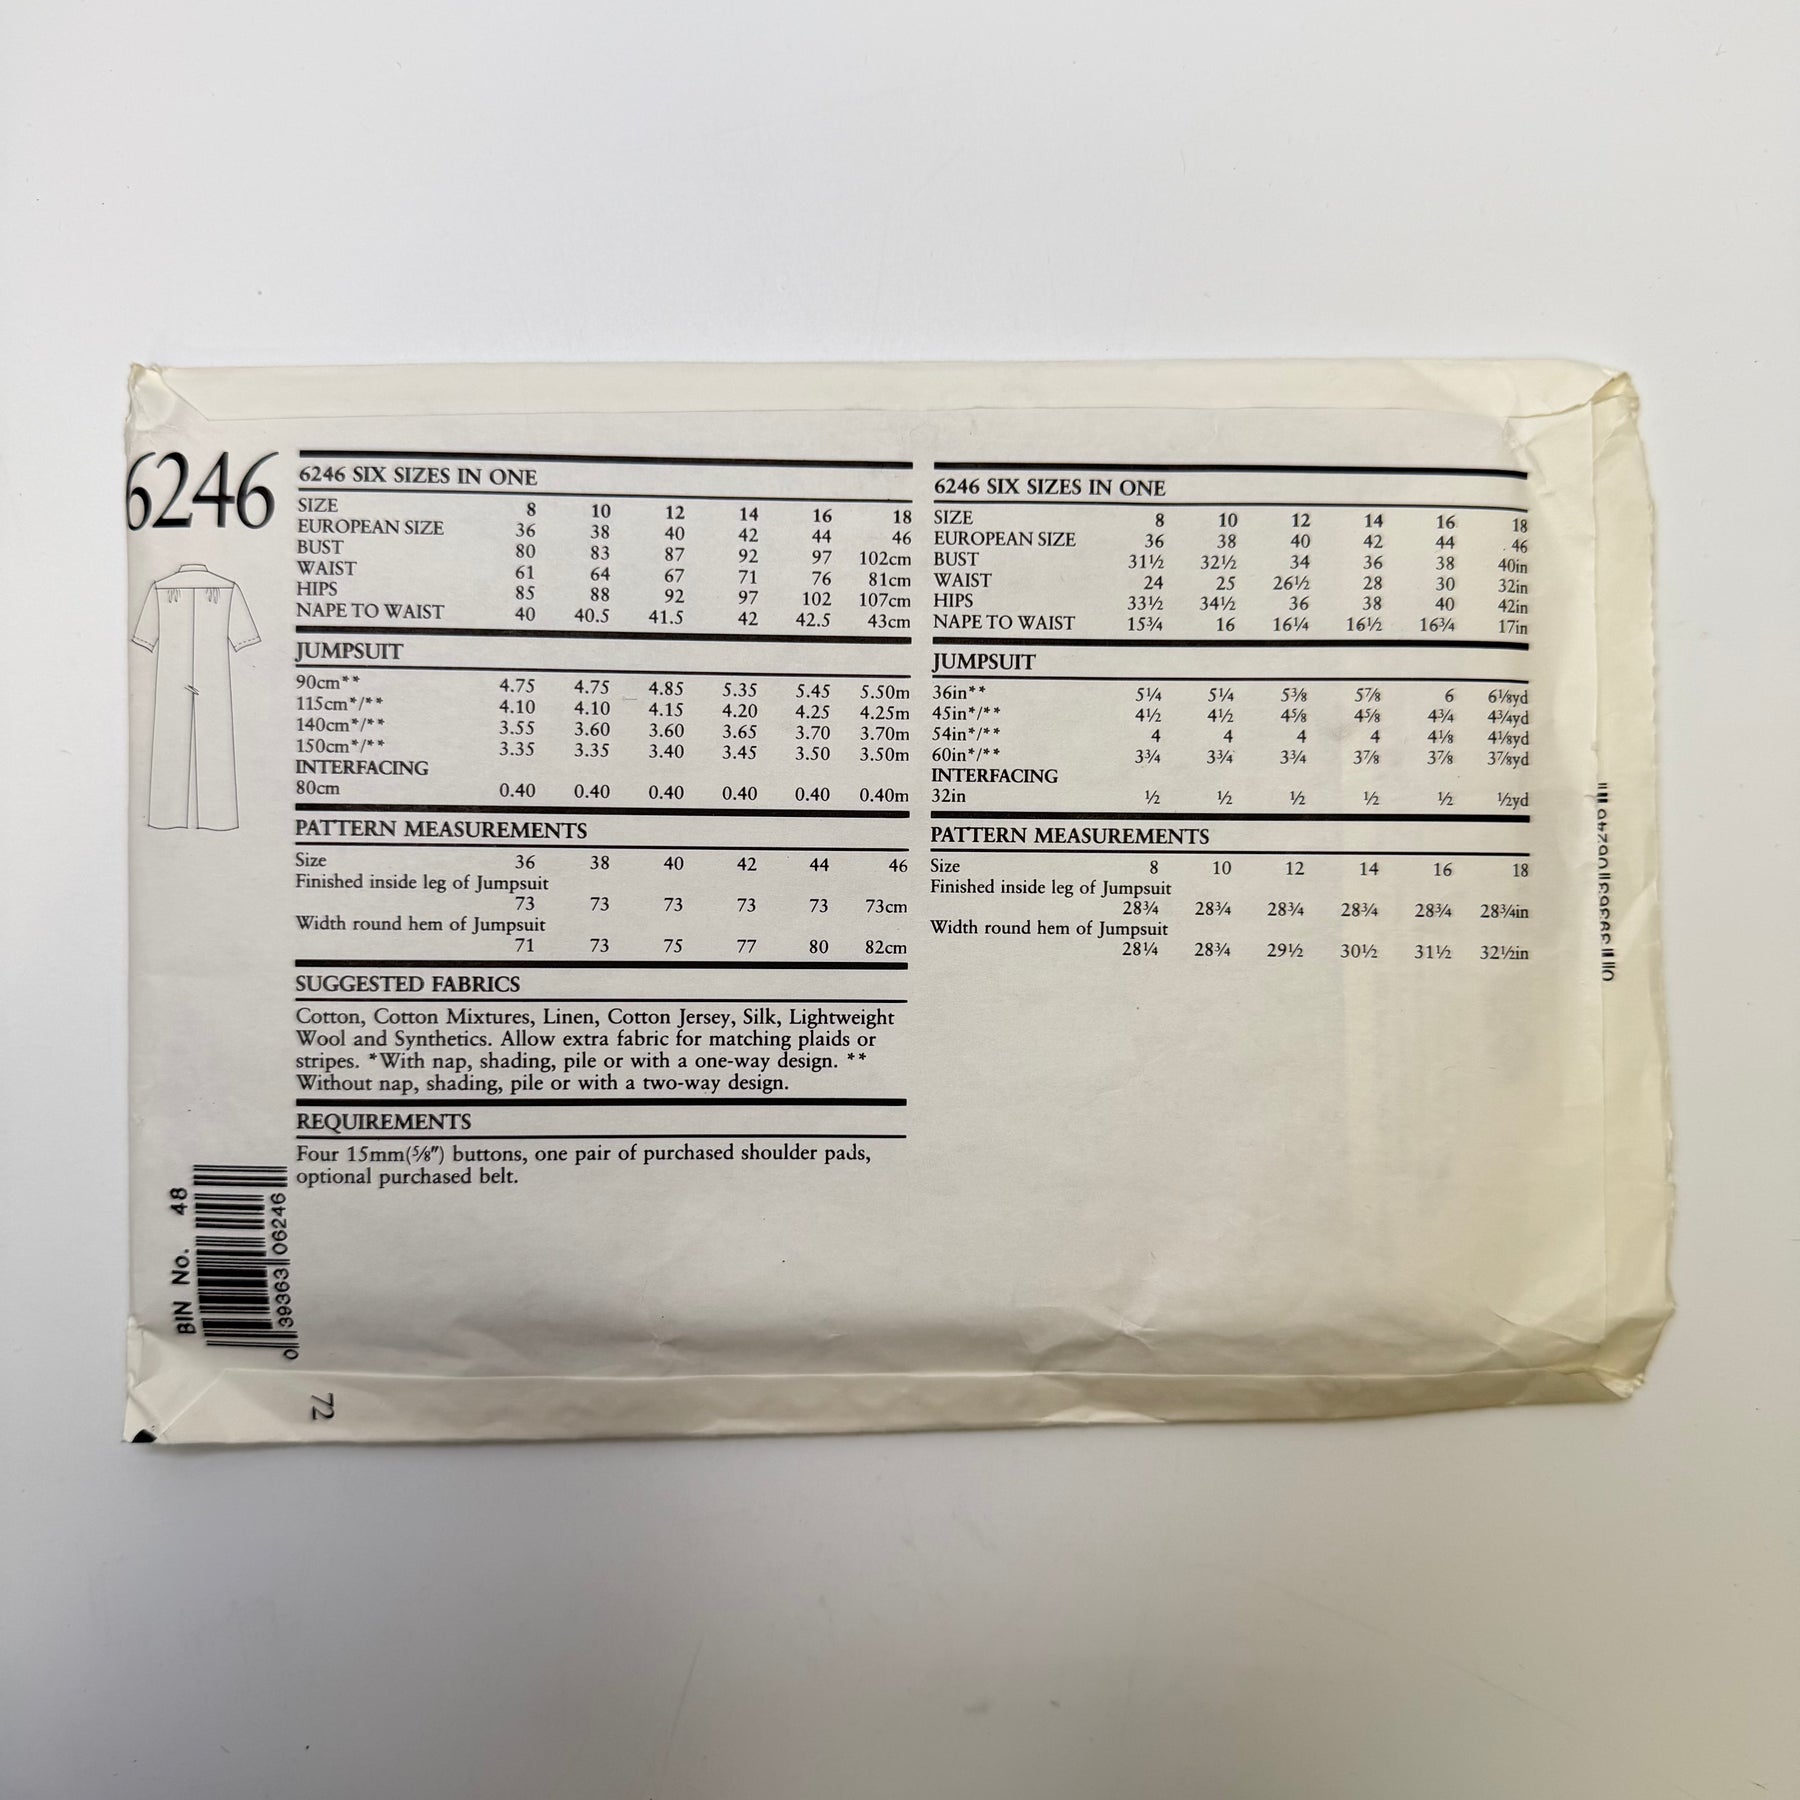 6246
6246 SIX SIZES IN ONE
SIZE 8 10 12 14 16 18
EUROPEAN SIZE 36 38 40 42 44 46
BUST 80 83 87 92 97 102cm
WAIST 61 64 67 71 76 81cm
HIPS 85 88 92 97 102 107cm
NAPE TO WAIST 40 40.5 41.5 42 42.5 43cm
JUMPSUIT
90cm** 4.75 4.75 4.85 5.35 5.45 5.50m
115cm*/** 4.10 4.10 4.15 4.20 4.25 4.25m
140cm*/** 3.55 3.60 3.60 3.65 3.70 3.70m
150cm*/** 3.35 3.35 3.40 3.45 3.50 3.50m
INTERFACING
80cm 0.40 0.40 0.40 0.40 0.40 0.40m
PATTERN MEASUREMENTS
Size 36 38 40 42 44 46
Finished inside leg of Jumpsuit
73 73 73 73 73 73cm
Width round hem of Jumpsuit
71 73 75 77 80 82cm
SUGGESTED FABRICS
Cotton, Cotton Mixtures, Linen, Cotton Jersey, Silk, Lightweight
Wool and Synthetics. Allow extra fabric for matching plaids or
stripes. *With nap, shading, pile or with a one-way design. **
Without nap, shading, pile or with a two-way design.
REQUIREMENTS
Four 15mm(⅝") buttons, one pair of purchased shoulder pads,
optional purchased belt.
6246 SIX SIZES IN ONE
SIZE 8 10 12 14 16 18
EUROPEAN SIZE 36 38 40 42 44 46
BUST 31½ 32½ 34 36 38 40in
WAIST 24 25 26½ 28 30 32in
HIPS 33½ 34½ 36 38 40 42in
NAPE TO WAIST 15¾ 16 16¼ 16½ 16¾ 17in
JUMPSUIT
36in** 5¼ 5¼ 5⅜ 5⅞ 6 6⅛yd
45in*/** 4½ 4½ 4⅝ 4⅝ 4¾ 4¾yd
54in*/** 4 4 4 4 4⅛ 4⅛yd
60in*/** 3¾ 3¾ 3¾ 3⅞ 3⅞ 3⅞yd
INTERFACING
32in ½ ½ ½ ½ ½ ½yd
PATTERN MEASUREMENTS
Size 8 10 12 14 16 18
Finished inside leg of Jumpsuit
28¾ 28¾ 28¾ 28¾ 28¾ 28¾in
Width round hem of Jumpsuit
28¼ 28¾ 29½ 30½ 31½ 32½in
BIN No. 48
0 39363 06246
72